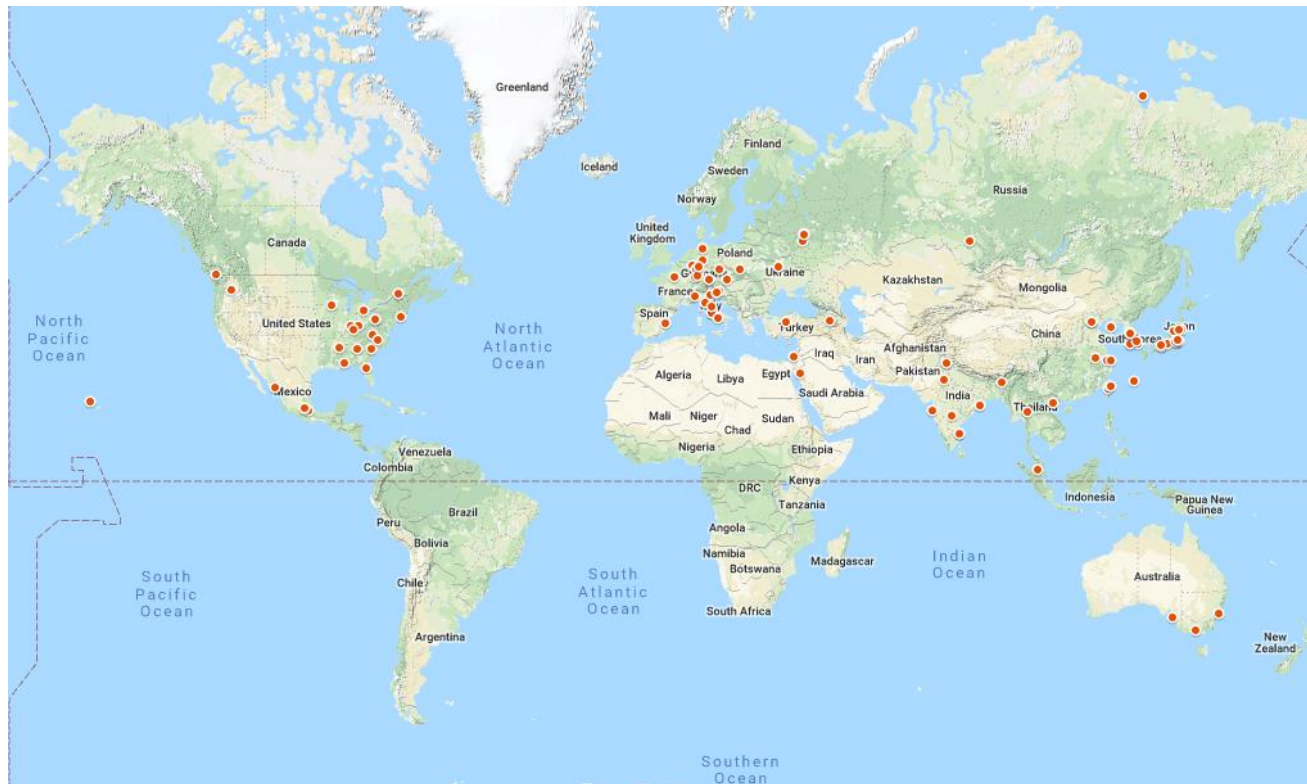 Greenland
Iceland
Finland
Sweden
Norway
Russia
United
Kingdom
Canada
Poland
Ukraine
Kazakhstan
Mongolia
France
Spain
Turkey
United States
North
Pacific
Ocean
North
Atlantic
Ocean
China
Japan
Iraq
Iran
Afghanistan
Pakistan
Algeria
Libya
Egypt
Saudi Arabia
India
Mexico
Mali
Niger
Chad
Sudan
Thailand
Nigeria
Ethiopia
Venezuela
Colombia
DRC
Kenya
Tanzania
Indonesia
Papua New
Guinea
Peru
Brazil
Bolivia
Angola
Namibia
Botswana
Madagascar
Indian
Ocean
South
Pacific
Ocean
South
Atlantic
Ocean
Chile
Australia
South Africa
Argentina
New
Zealand
Southern
Ocean